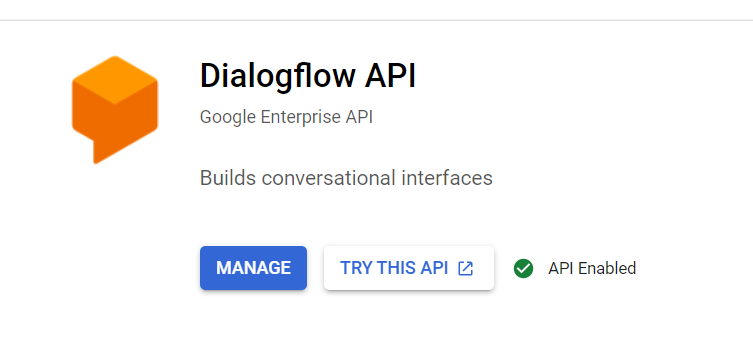 Dialogflow API
Google Enterprise API
Builds conversational interfaces
MANAGE
TRY THIS API
API Enabled